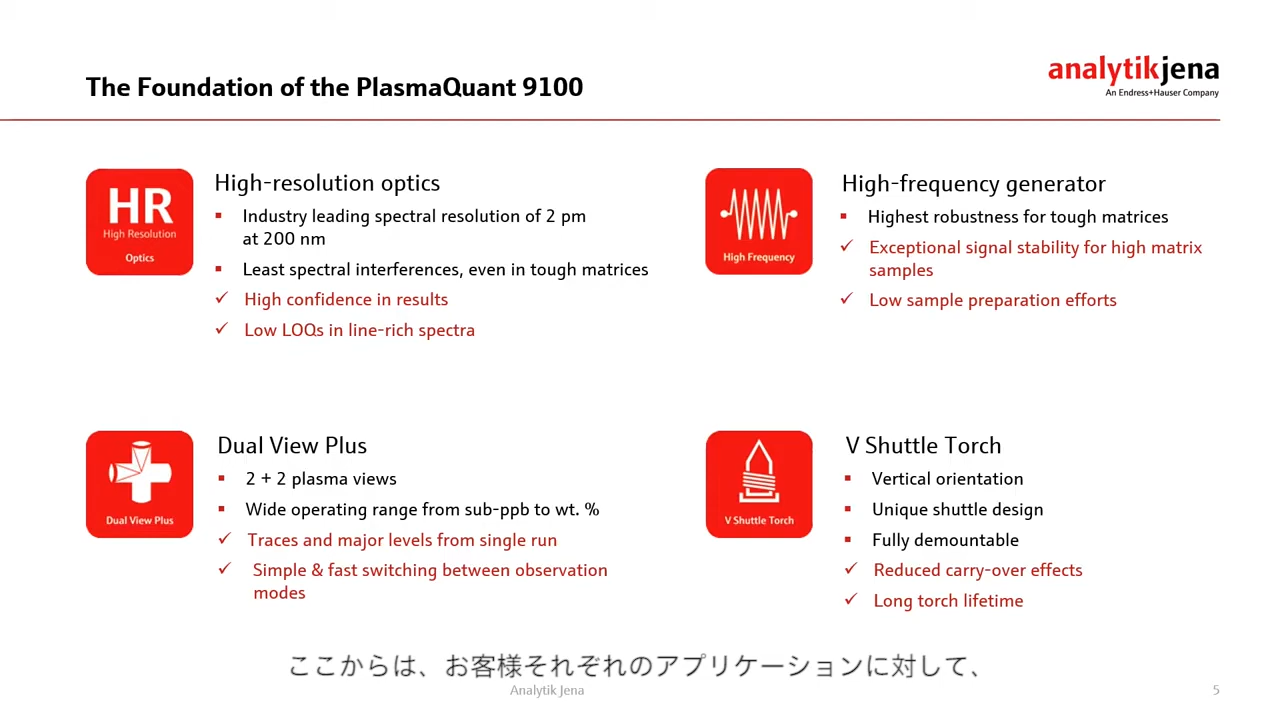 The Foundation of the PlasmaQuant 9100
analytikjena
An Endress+Hauser Company
HR
High Resolution
Optics
High-resolution optics
▪ Industry leading spectral resolution of 2 pm
at 200 nm
▪ Least spectral interferences, even in tough matrices
✓ High confidence in results
✓ Low LOQs in line-rich spectra
High Frequency
High-frequency generator
▪ Highest robustness for tough matrices
✓ Exceptional signal stability for high matrix
samples
✓ Low sample preparation efforts
Dual View Plus
Dual View Plus
▪ 2 + 2 plasma views
▪ Wide operating range from sub-ppb to wt. %
✓ Traces and major levels from single run
✓ Simple & fast switching between observation
modes
V Shuttle Torch
V Shuttle Torch
▪ Vertical orientation
▪ Unique shuttle design
▪ Fully demountable
✓ Reduced carry-over effects
✓ Long torch lifetime
ここからは、お客様それぞれのアプリケーションに対して、
Analytik Jena
5